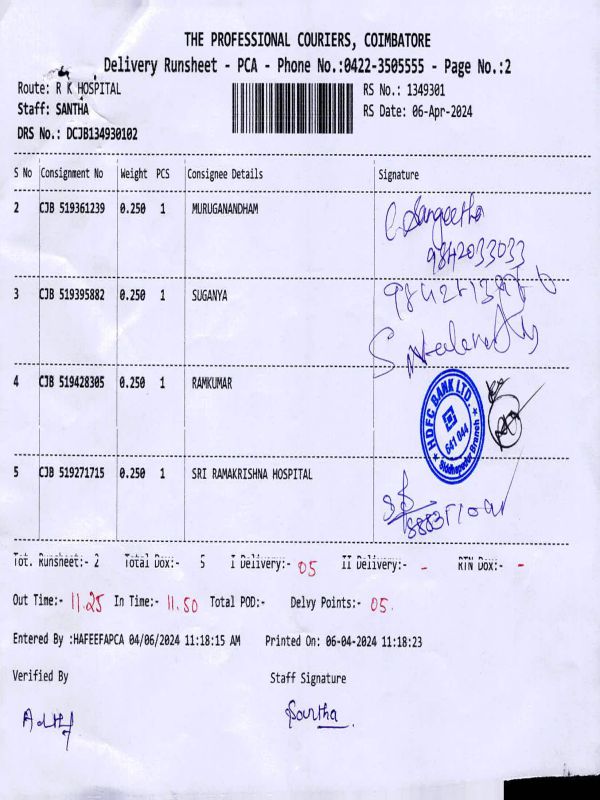 THE PROFESSIONAL COURIERS, COIMBATORE
Delivery Runsheet - PCA - Phone No.:0422-3505555 - Page No.:2
Route: R K HOSPITAL RS No.: 1349301
Staff: SANTHA RS Date: 06-Apr-2024
DRS No.: DCJB134930102
S No Consignment No Weight PCS Consignee Details Signature
2 CJB 519361239 0.250 1 MURUGANANDHAM C. Sangeetha
9842033033
3 CJB 519395882 0.250 1 SUGANYA
4 CJB 519428305 0.250 1 RAMKUMAR
HDFC BANK LTD.
641 044
Siddhapudur Branch
5 CJB 519271715 0.250 1 SRI RAMAKRISHNA HOSPITAL
Tot. Runsheet:- 2 Total Dox:- 5 I Delivery:- 05 II Delivery:- - RTN Dox:- -
Out Time:- 11.25 In Time:- 11.50 Total POD:- Delvy Points:- 05.
Entered By :HAFEEFAPCA 04/06/2024 11:18:15 AM Printed On: 06-04-2024 11:18:23
Verified By Staff Signature
Santha